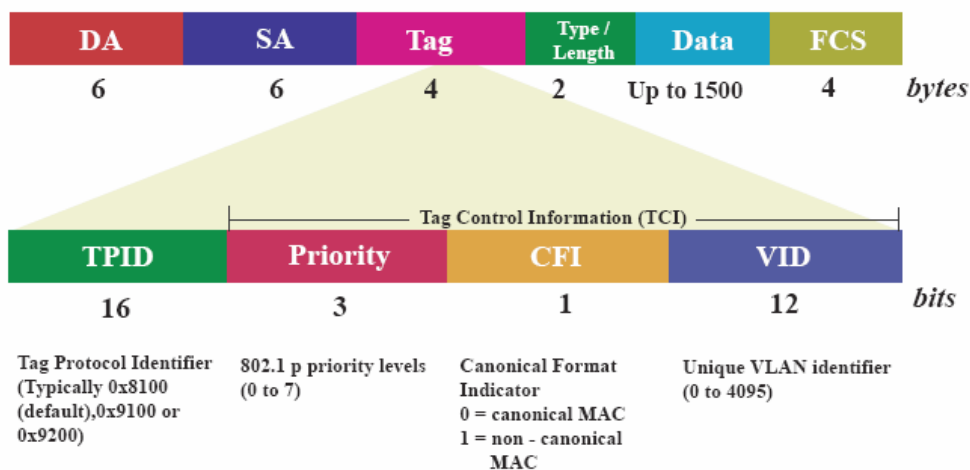 DA SA Tag Type / Length Data FCS
6 6 4 2 Up to 1500 4 bytes
Tag Control Information (TCI)
TPID Priority CFI VID
16 3 1 12 bits
Tag Protocol Identifier
(Typically 0x8100
(default),0x9100 or
0x9200)
802.1 p priority levels
(0 to 7)
Canonical Format
Indicator
0 = canonical MAC
1 = non - canonical
MAC
Unique VLAN identifier
(0 to 4095)